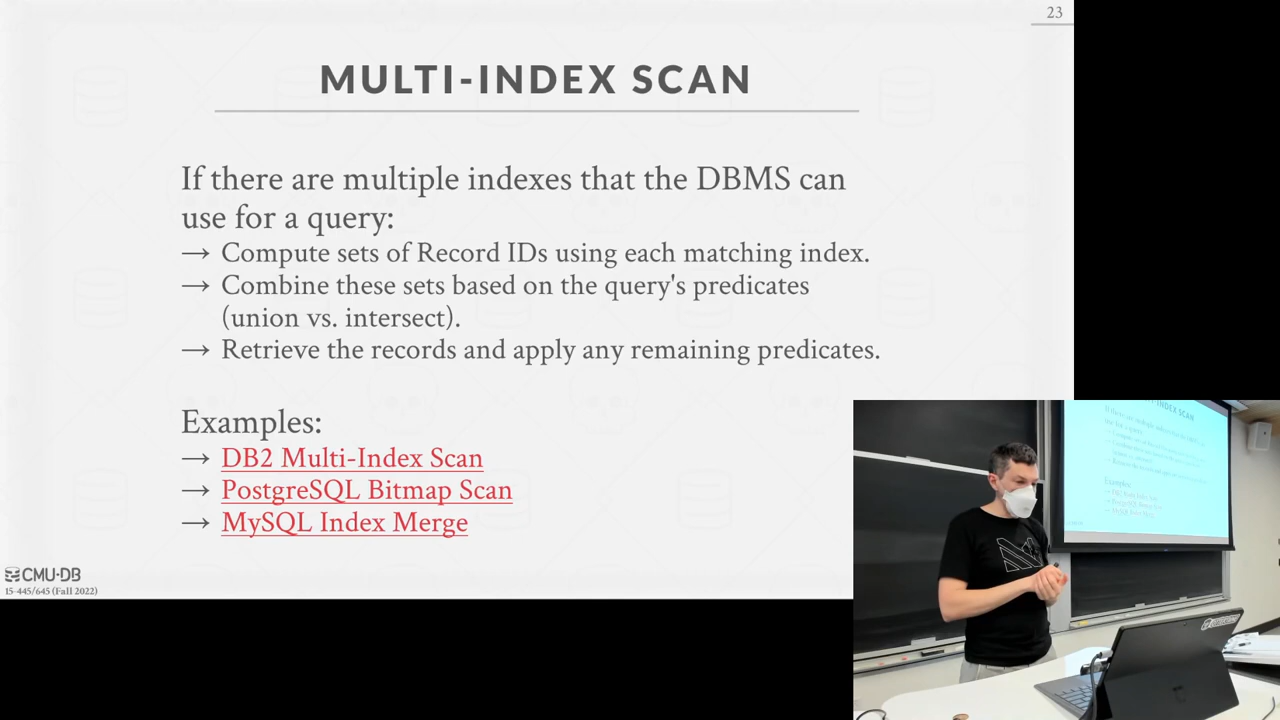 23
MULTI-INDEX SCAN
If there are multiple indexes that the DBMS can
use for a query:
→ Compute sets of Record IDs using each matching index.
→ Combine these sets based on the query's predicates
(union vs. intersect).
→ Retrieve the records and apply any remaining predicates.
Examples:
→ DB2 Multi-Index Scan
→ PostgreSQL Bitmap Scan
→ MySQL Index Merge
CMU·DB
15-445/645 (Fall 2022)
INDEX SCAN
Examples: